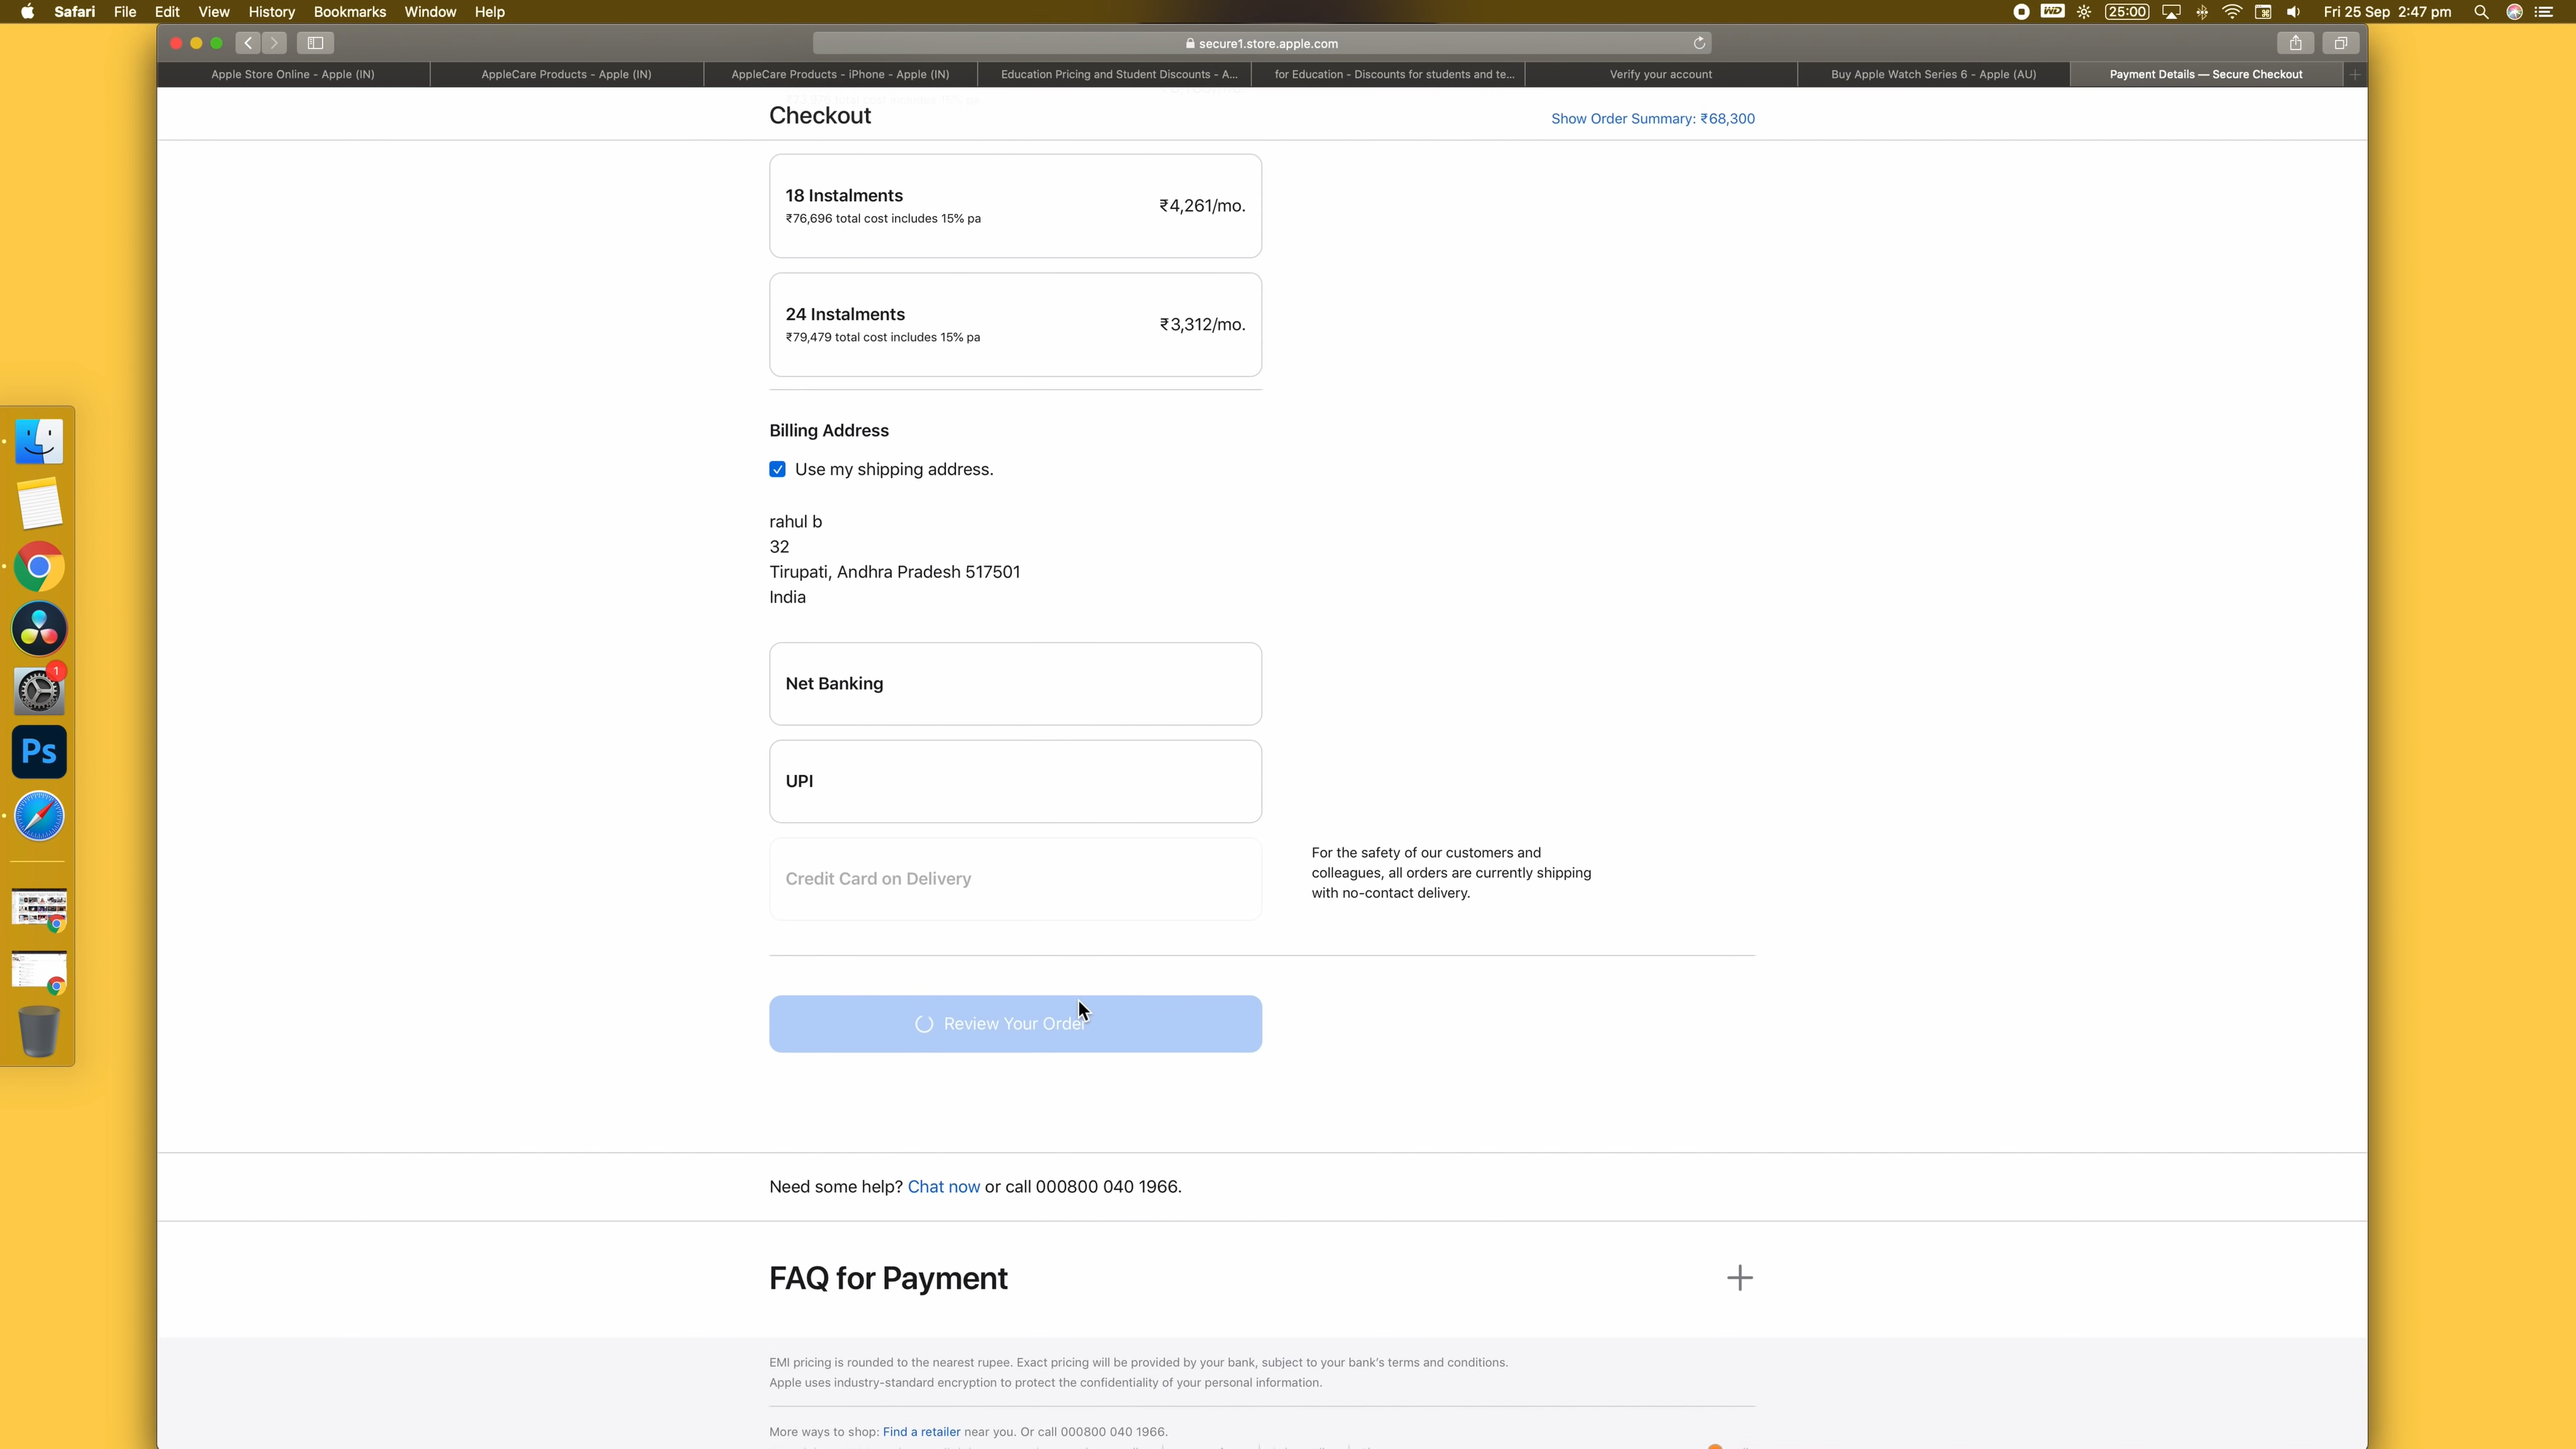 Safari File Edit View History Bookmarks Window Help
WD 25:00 Fri 25 Sep 2:47 pm
secure1.store.apple.com
Apple Store Online - Apple (IN) AppleCare Products - Apple (IN) AppleCare Products - iPhone - Apple (IN) Education Pricing and Student Discounts - A... for Education - Discounts for students and te... Verify your account Buy Apple Watch Series 6 - Apple (AU) Payment Details — Secure Checkout
Checkout
Show Order Summary: ₹68,300
18 Instalments
₹4,261/mo.
₹76,696 total cost includes 15% pa
24 Instalments
₹3,312/mo.
₹79,479 total cost includes 15% pa
Billing Address
Use my shipping address.
rahul b
32
Tirupati, Andhra Pradesh 517501
India
1
Net Banking
Ps
UPI
Credit Card on Delivery
For the safety of our customers and
colleagues, all orders are currently shipping
with no-contact delivery.
Review Your Order
Need some help? Chat now or call 000800 040 1966.
FAQ for Payment
EMI pricing is rounded to the nearest rupee. Exact pricing will be provided by your bank, subject to your bank's terms and conditions.
Apple uses industry-standard encryption to protect the confidentiality of your personal information.
More ways to shop: Find a retailer near you. Or call 000800 040 1966.